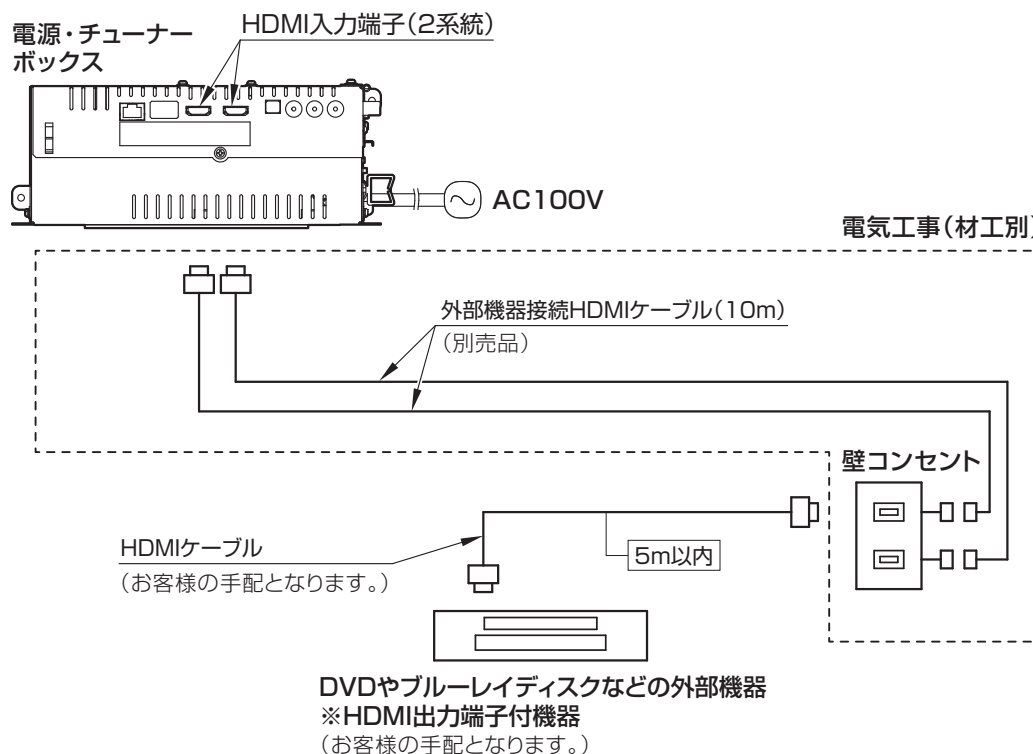 電源・チューナー
ボックス
HDMI入力端子(2系統)
AC100V
電気工事(材工別)
外部機器接続HDMIケーブル(10m)
(別売品)
壁コンセント
HDMIケーブル
(お客様の手配となります。)
5m以内
DVDやブルーレイディスクなどの外部機器
※HDMI出力端子付機器
(お客様の手配となります。)